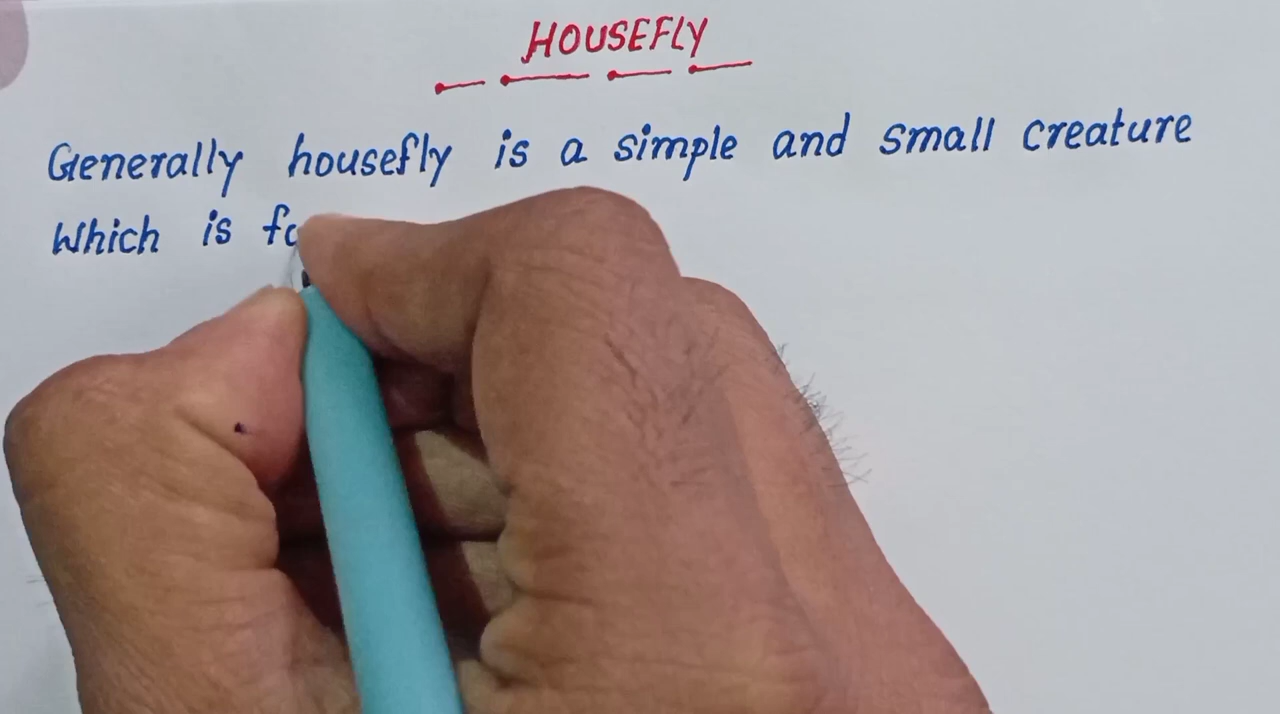 HOUSEFLY
Generally housefly is a simple and small creature
Which is